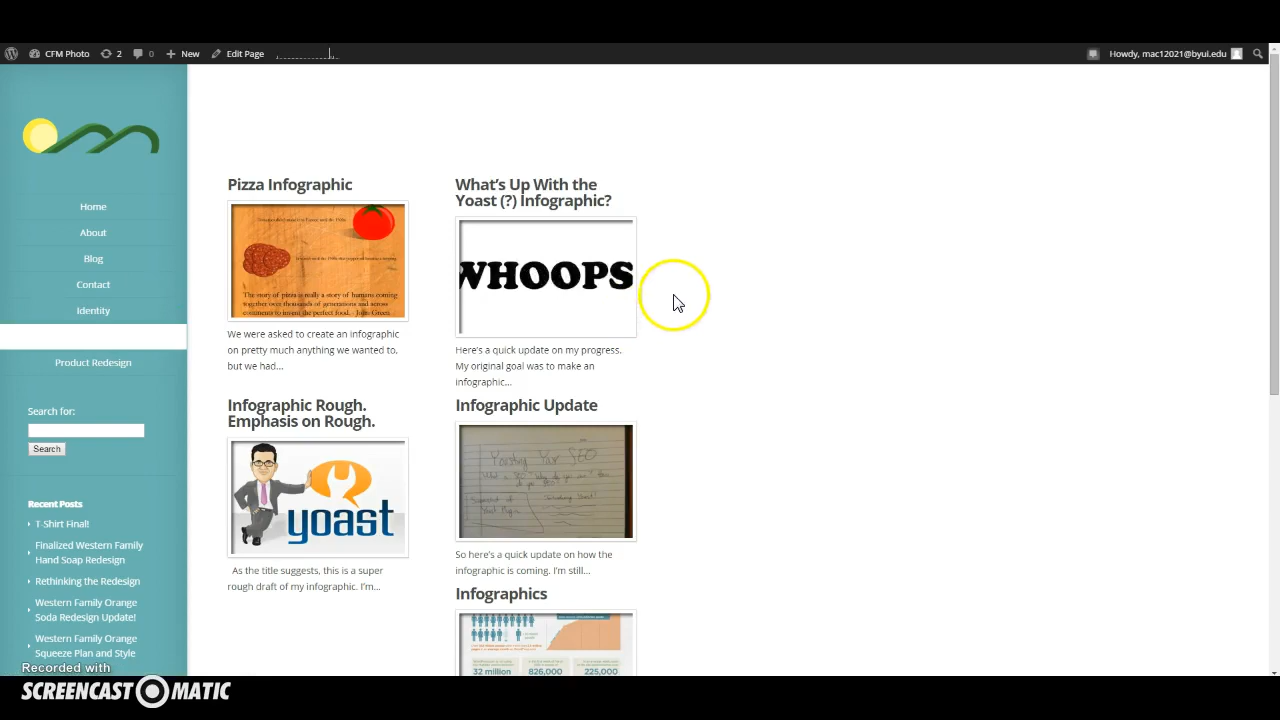 CFM Photo 2 0 New Edit Page Howdy, mac12021@byui.edu
Home
About
Blog
Contact
Identity
Product Redesign
Search for:
Search
Recent Posts
T-Shirt Final!
Finalized Western Family
Hand Soap Redesign
Rethinking the Redesign
Western Family Orange
Soda Redesign Update!
Western Family Orange
Squeeze Plan and Style
Pizza Infographic
The story of pizza is really a story of humans coming
together over thousands of generations and across
continents to invent the perfect food. - John Green
We were asked to create an infographic
on pretty much anything we wanted to,
but we had...
What's Up With the
Yoast (?) Infographic?
WHOOPS
Here's a quick update on my progress.
My original goal was to make an
infographic...
Infographic Rough.
Emphasis on Rough.
yoast
As the title suggests, this is a super
rough draft of my infographic. I'm...
Infographic Update
Yoasting Your SEO
So here's a quick update on how the
infographic is coming. I'm still...
Infographics
32 million 826,000 225,000
Recorded with
SCREENCAST-O-MATIC